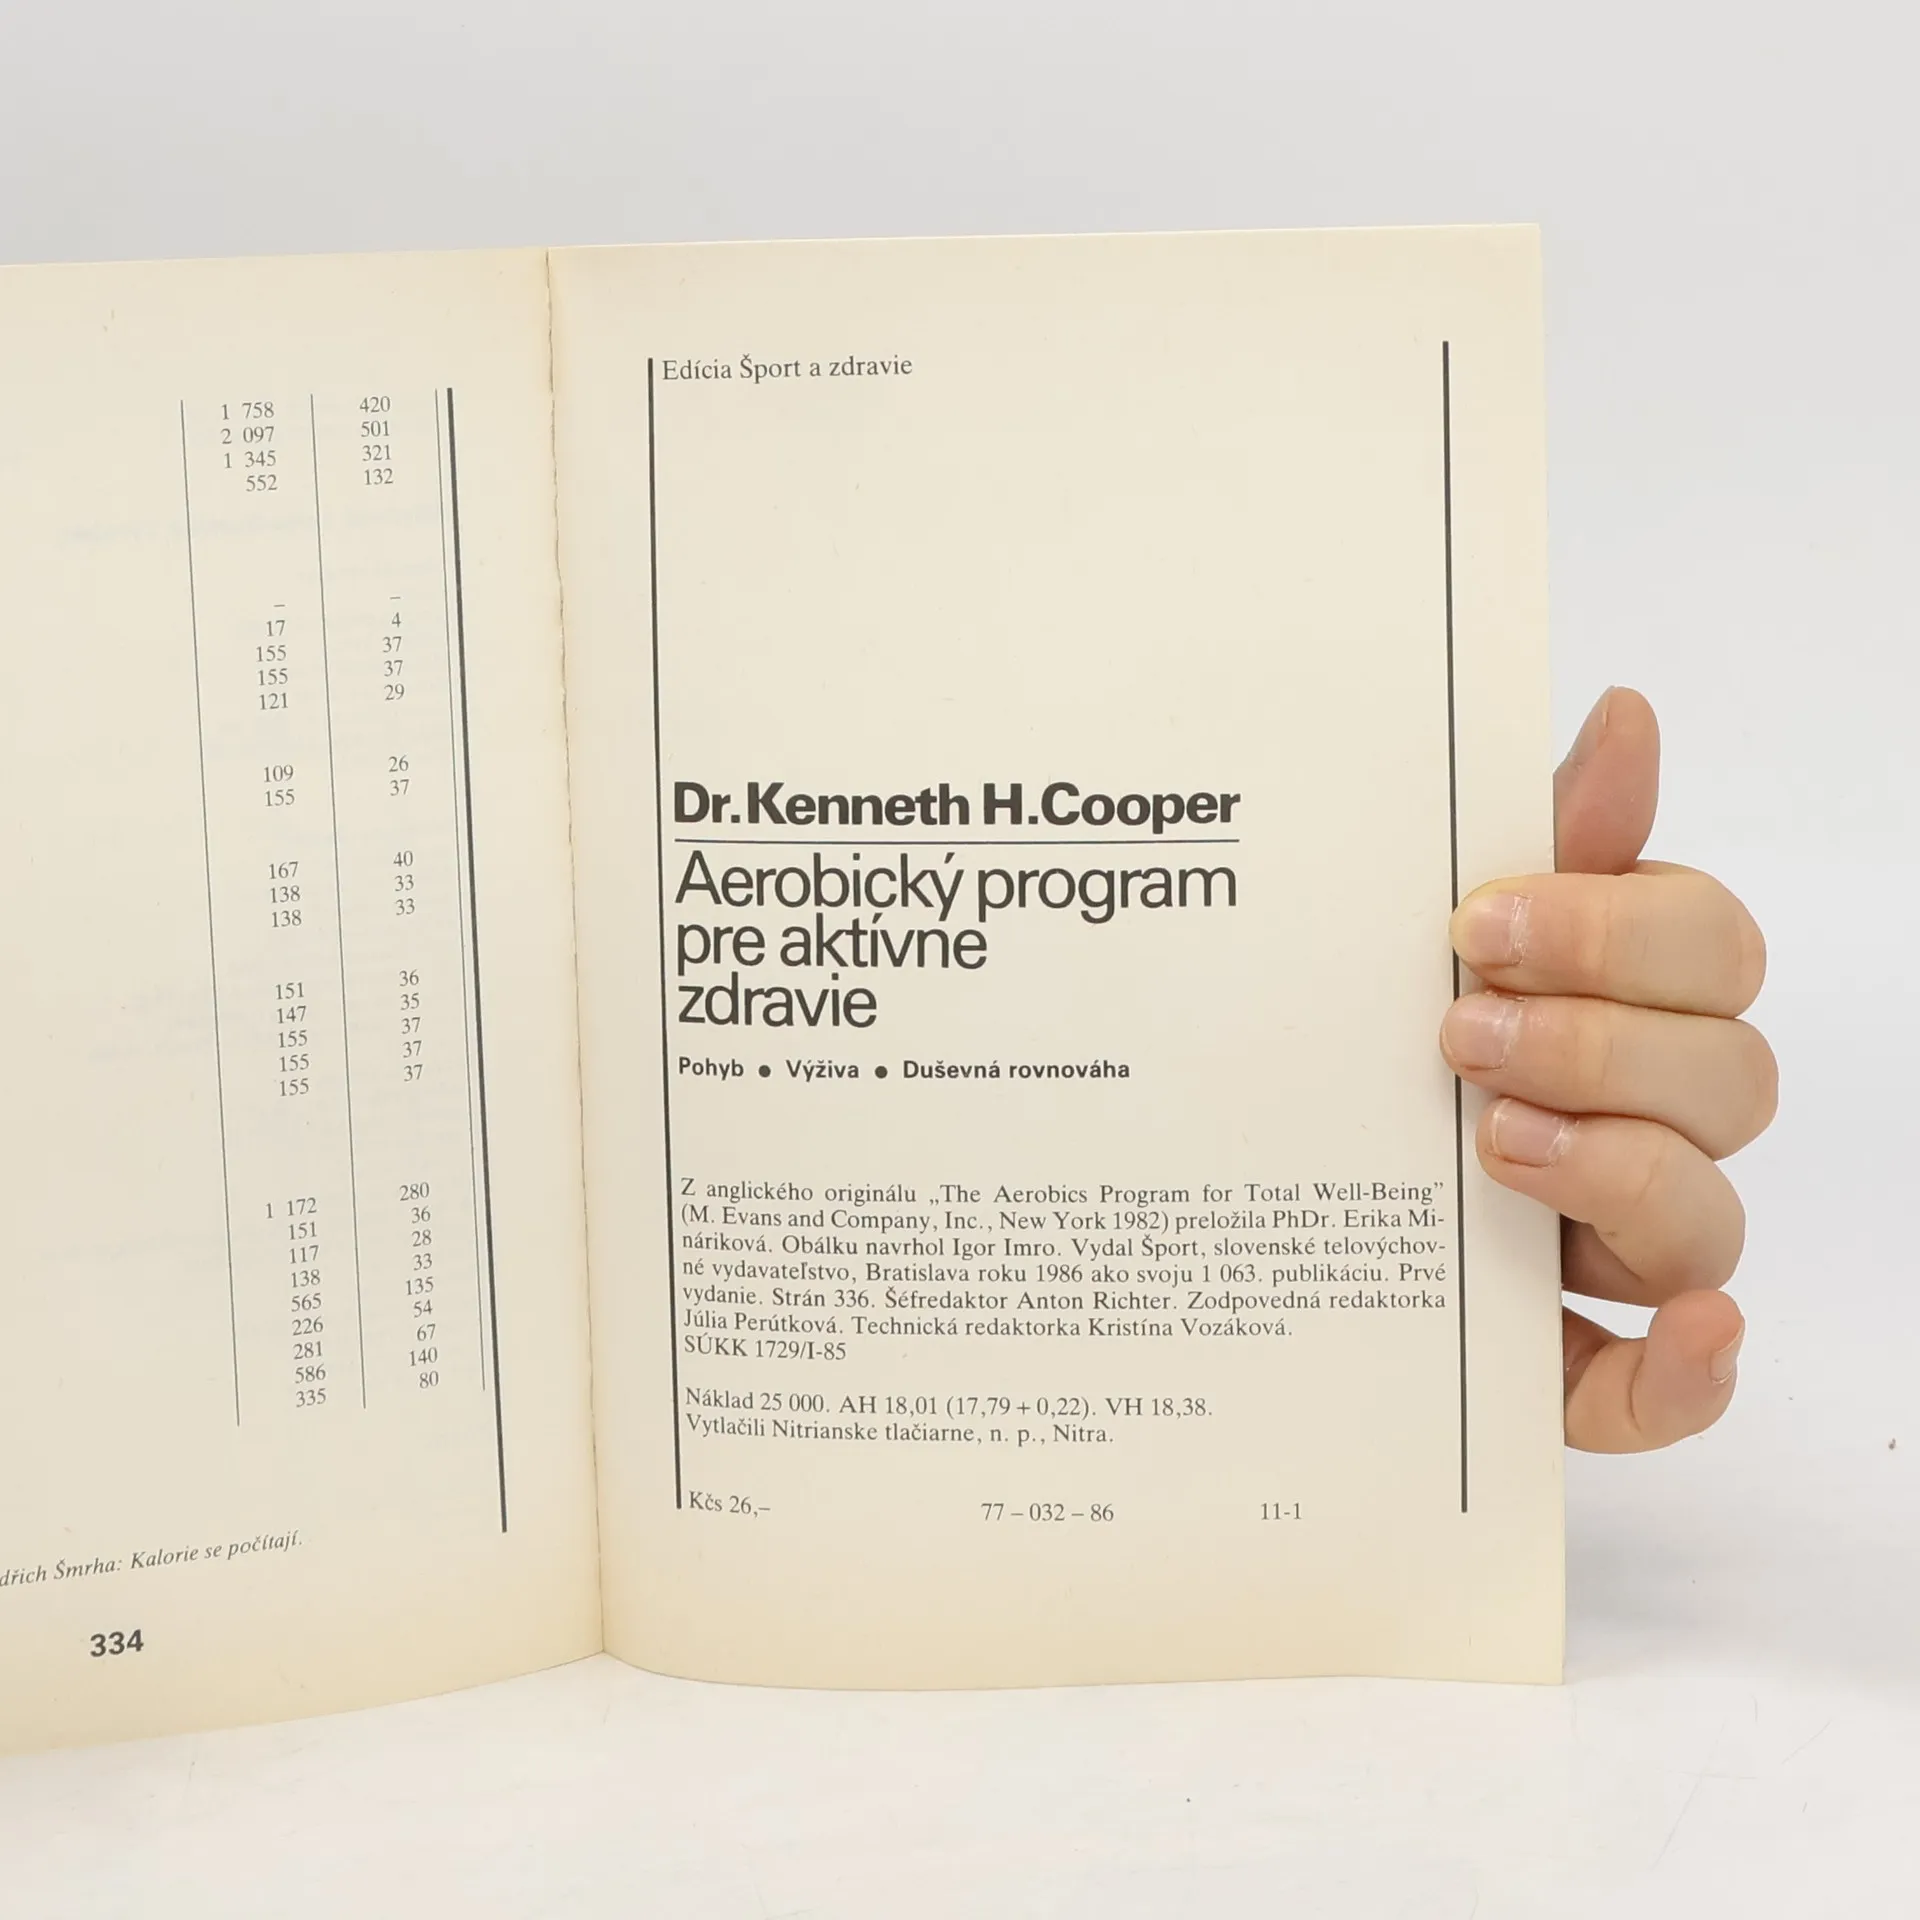 1 758 420
2 097 501
1 345 321
552 132
– –
17 4
155 37
155 37
121 29
109 26
155 37
167 40
138 33
138 33
151 36
147 35
155 37
155 37
155 37
1 172 280
151 36
117 28
138 33
565 135
226 54
281 67
586 140
335 80
Šmrha: Kalorie se počítají.
334
Edícia Šport a zdravie
Dr. Kenneth H. Cooper
Aerobický program
pre aktívne
zdravie
Pohyb ● Výživa ● Duševná rovnováha
Z anglického originálu „The Aerobics Program for Total Well-Being”
(M. Evans and Company, Inc., New York 1982) preložila PhDr. Erika Mi-
náriková. Obálku navrhol Igor Imro. Vydal Šport, slovenské telovýchov-
né vydavateľstvo, Bratislava roku 1986 ako svoju 1 063. publikáciu. Prvé
vydanie. Strán 336. Šéfredaktor Anton Richter. Zodpovedná redaktorka
Júlia Perútková. Technická redaktorka Kristína Vozáková.
SÚKK 1729/I-85
Náklad 25 000. AH 18,01 (17,79 + 0,22). VH 18,38.
Vytlačili Nitrianske tlačiarne, n. p., Nitra.
Kčs 26,– 77 – 032 – 86 11-1